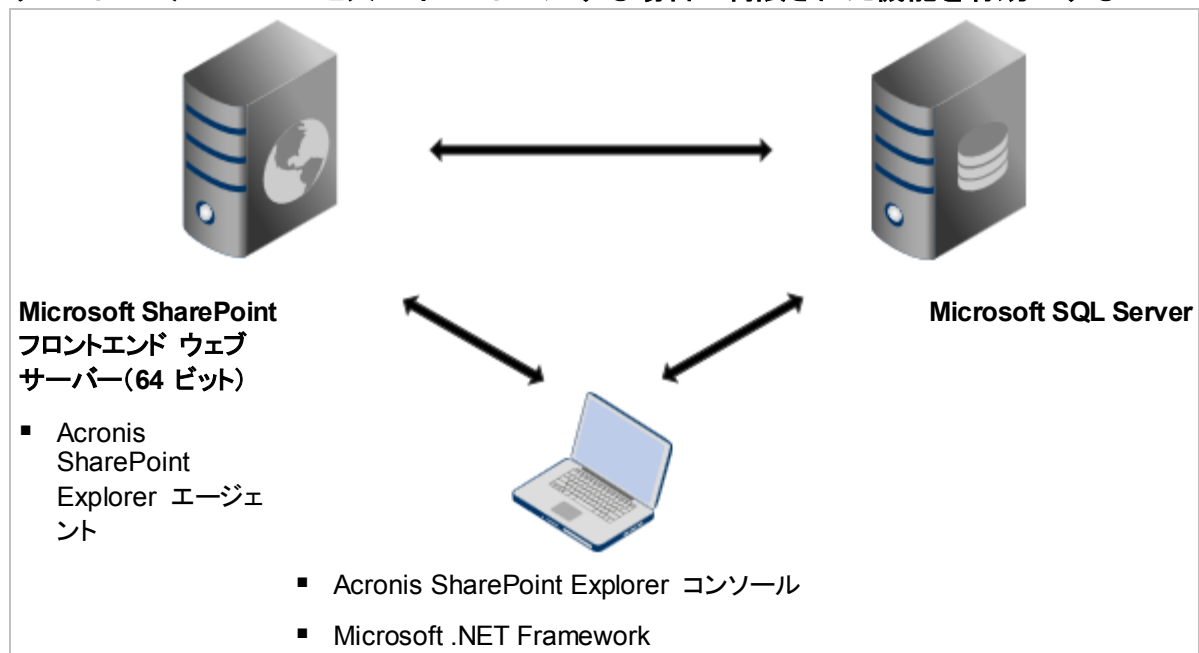 Microsoft SharePoint
フロントエンド ウェブ
サーバー(64 ビット)
Microsoft SQL Server
■ Acronis
SharePoint
Explorer エージェ
ント
■ Acronis SharePoint Explorer コンソール
■ Microsoft .NET Framework